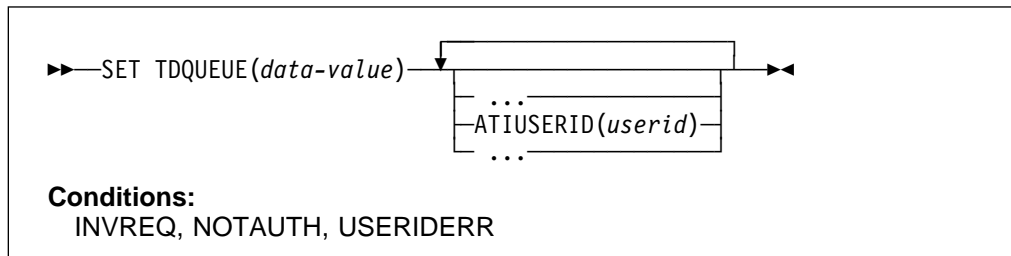 ►►──SET TDQUEUE(data-value)──►◄
...
ATIUSERID(userid)
...
Conditions:
INVREQ, NOTAUTH, USERIDERR